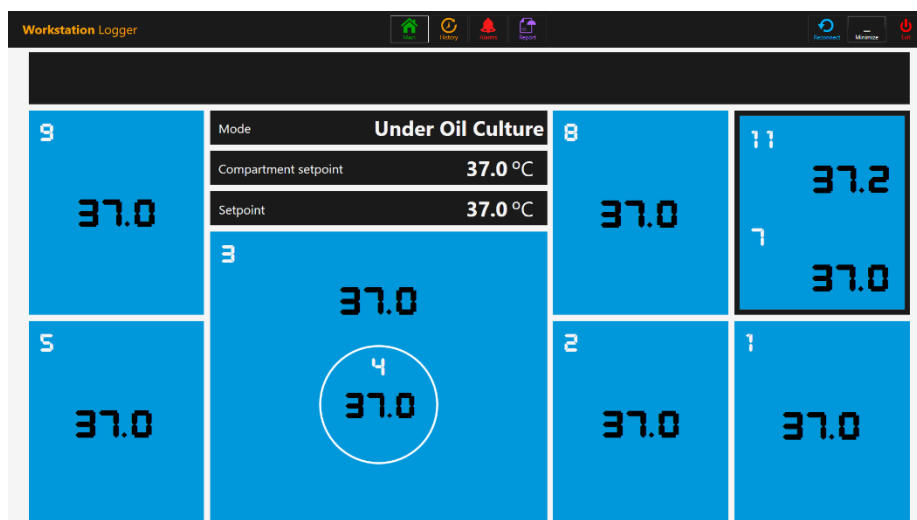 Workstation Logger
Main
History
Alarms
Report
Reconnect
Minimize
Exit
9
37.0
Mode Under Oil Culture
Compartment setpoint 37.0 °C
Setpoint 37.0 °C
8
37.0
11
37.2
7
37.0
3
37.0
4
37.0
5
37.0
2
37.0
1
37.0